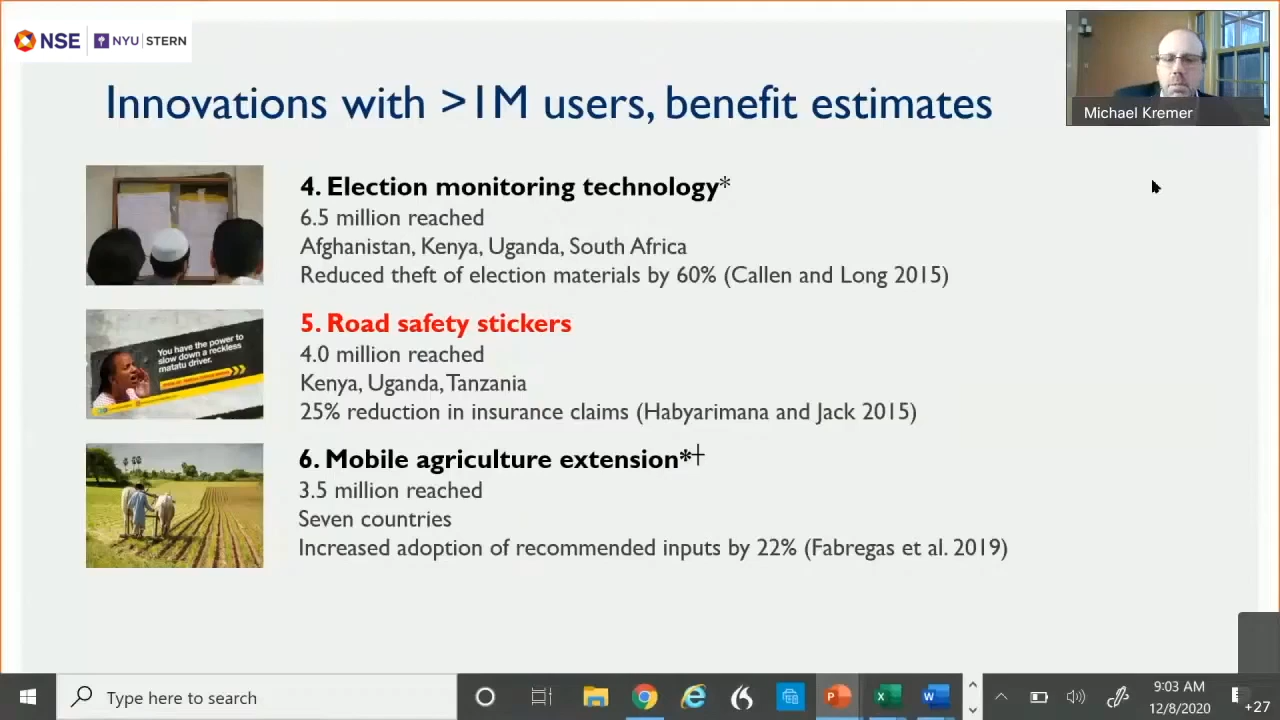 NSE | NYU | STERN
Michael Kremer
Innovations with >1M users, benefit estimates
4. Election monitoring technology*
6.5 million reached
Afghanistan, Kenya, Uganda, South Africa
Reduced theft of election materials by 60% (Callen and Long 2015)
You have the power to
slow down a reckless
matatu driver.
5. Road safety stickers
4.0 million reached
Kenya, Uganda, Tanzania
25% reduction in insurance claims (Habyarimana and Jack 2015)
6. Mobile agriculture extension*†
3.5 million reached
Seven countries
Increased adoption of recommended inputs by 22% (Fabregas et al. 2019)
Type here to search
9:03 AM
12/8/2020
+27